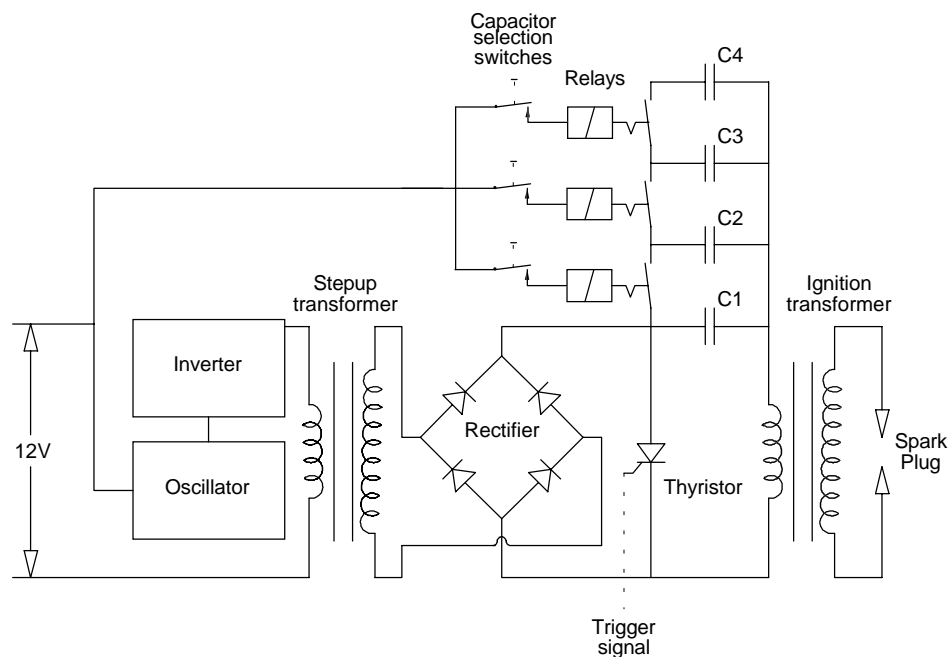 Capacitor
selection
switches
Relays
C4
C3
C2
C1
Stepup
transformer
Ignition
transformer
Inverter
Rectifier
12V
Oscillator
Thyristor
Spark
Plug
Trigger
signal